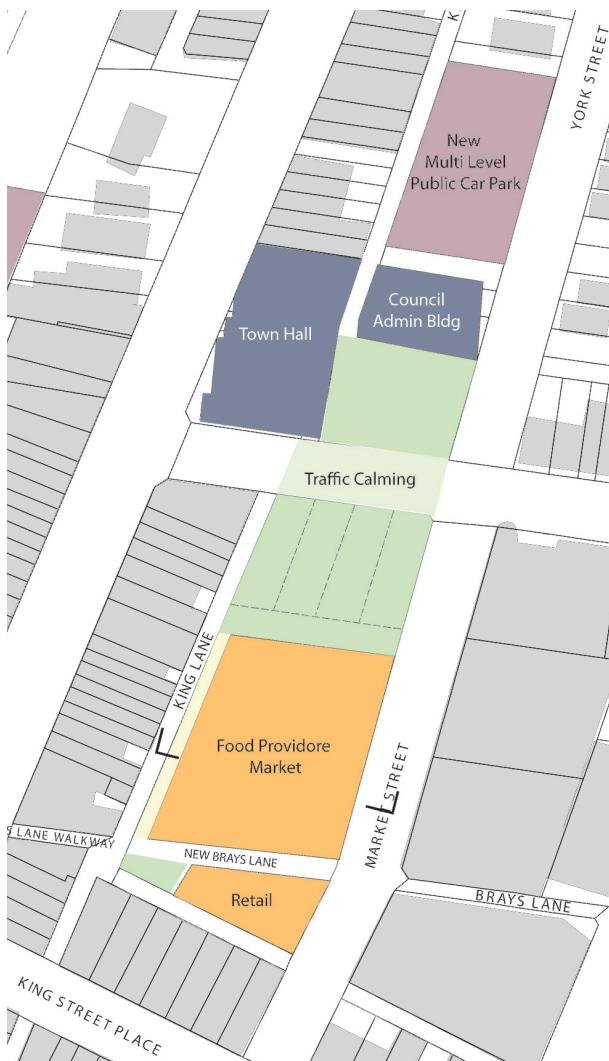 K
YORK STREET
New
Multi Level
Public Car Park
Council
Admin Bldg
Town Hall
Traffic Calming
KING LANE
Food Providore
Market
MARKET STREET
S LANE WALKWAY
NEW BRAYS LANE
Retail
BRAYS LANE
KING STREET PLACE